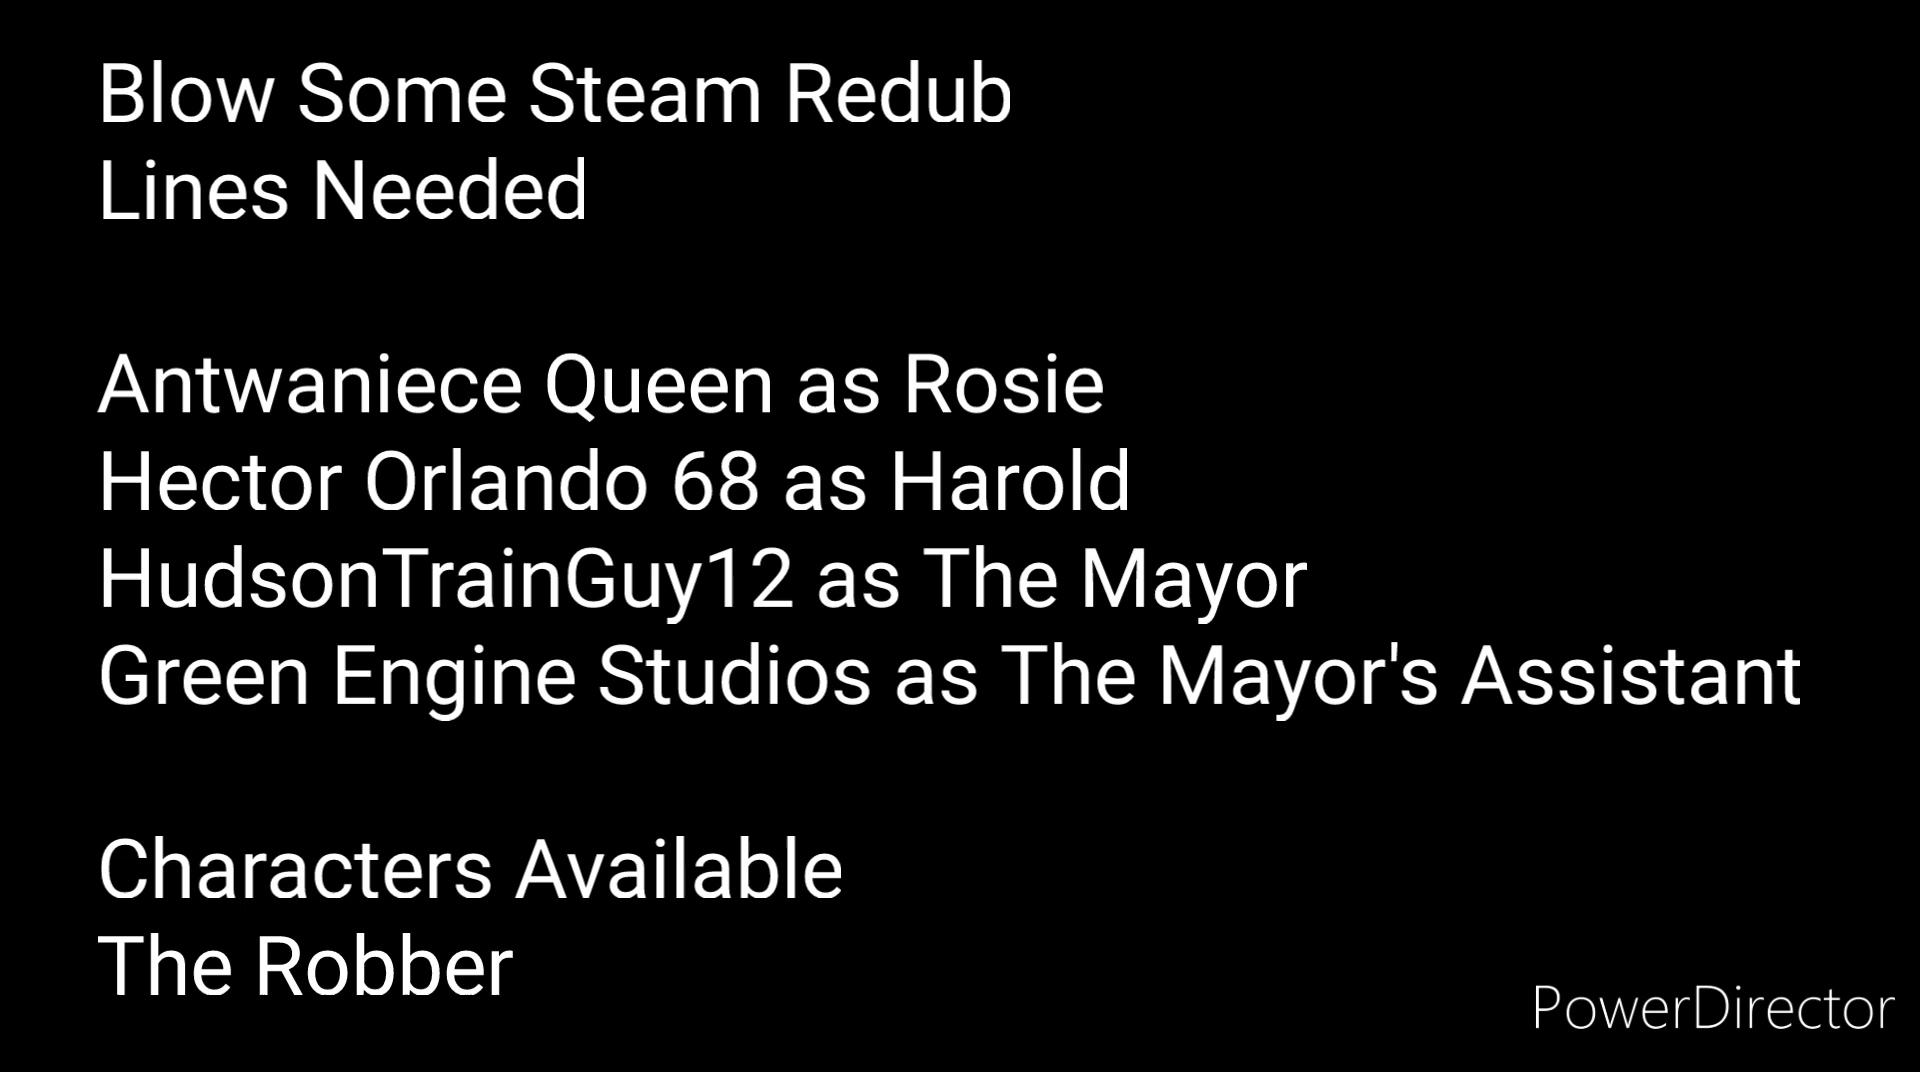 Blow Some Steam Redub
Lines Needed
Antwaniece Queen as Rosie
Hector Orlando 68 as Harold
HudsonTrainGuy12 as The Mayor
Green Engine Studios as The Mayor's Assistant
Characters Available
The Robber
PowerDirector